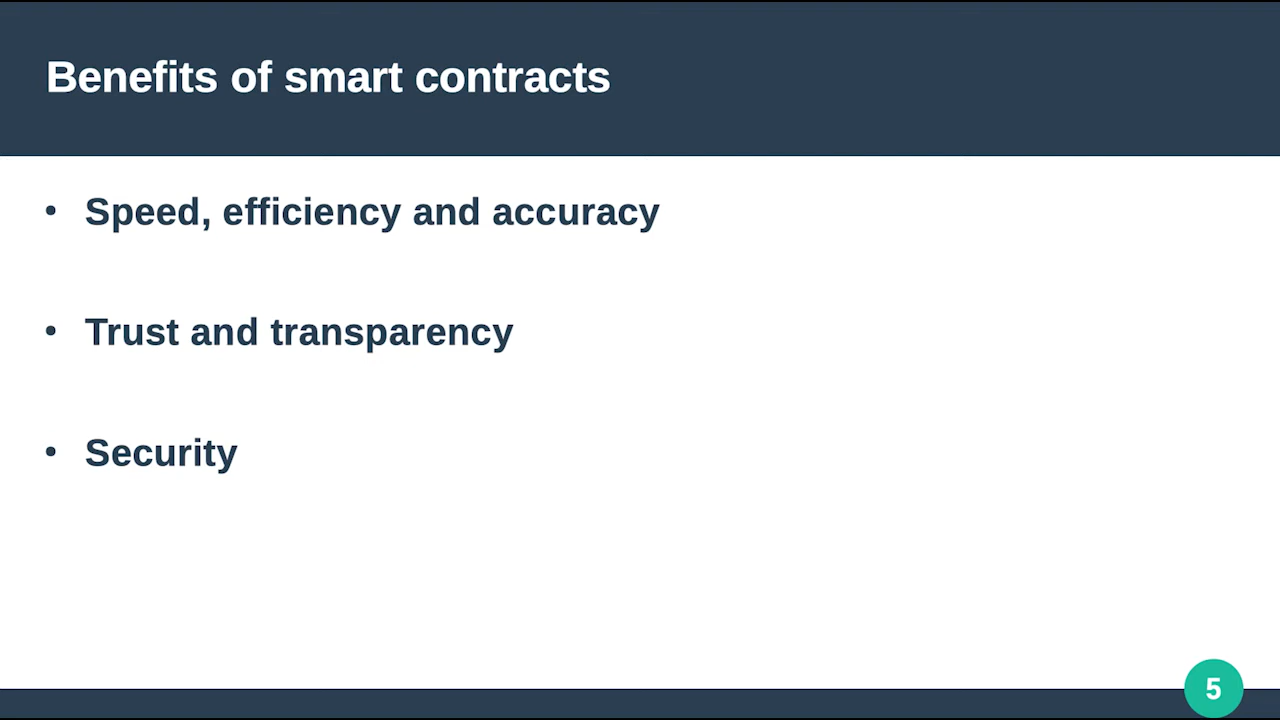 Benefits of smart contracts
• Speed, efficiency and accuracy
• Trust and transparency
• Security
5